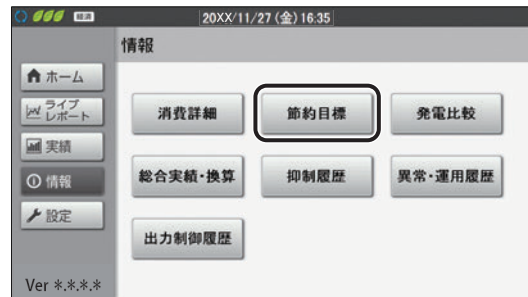 経済 20XX/11/27 (金) 16:35
情報
ホーム
ライブ
レポート
実績
情報
設定
消費詳細 節約目標 発電比較
総合実績・換算 抑制履歴 異常・運用履歴
出力制御履歴
Ver *.*.*.*